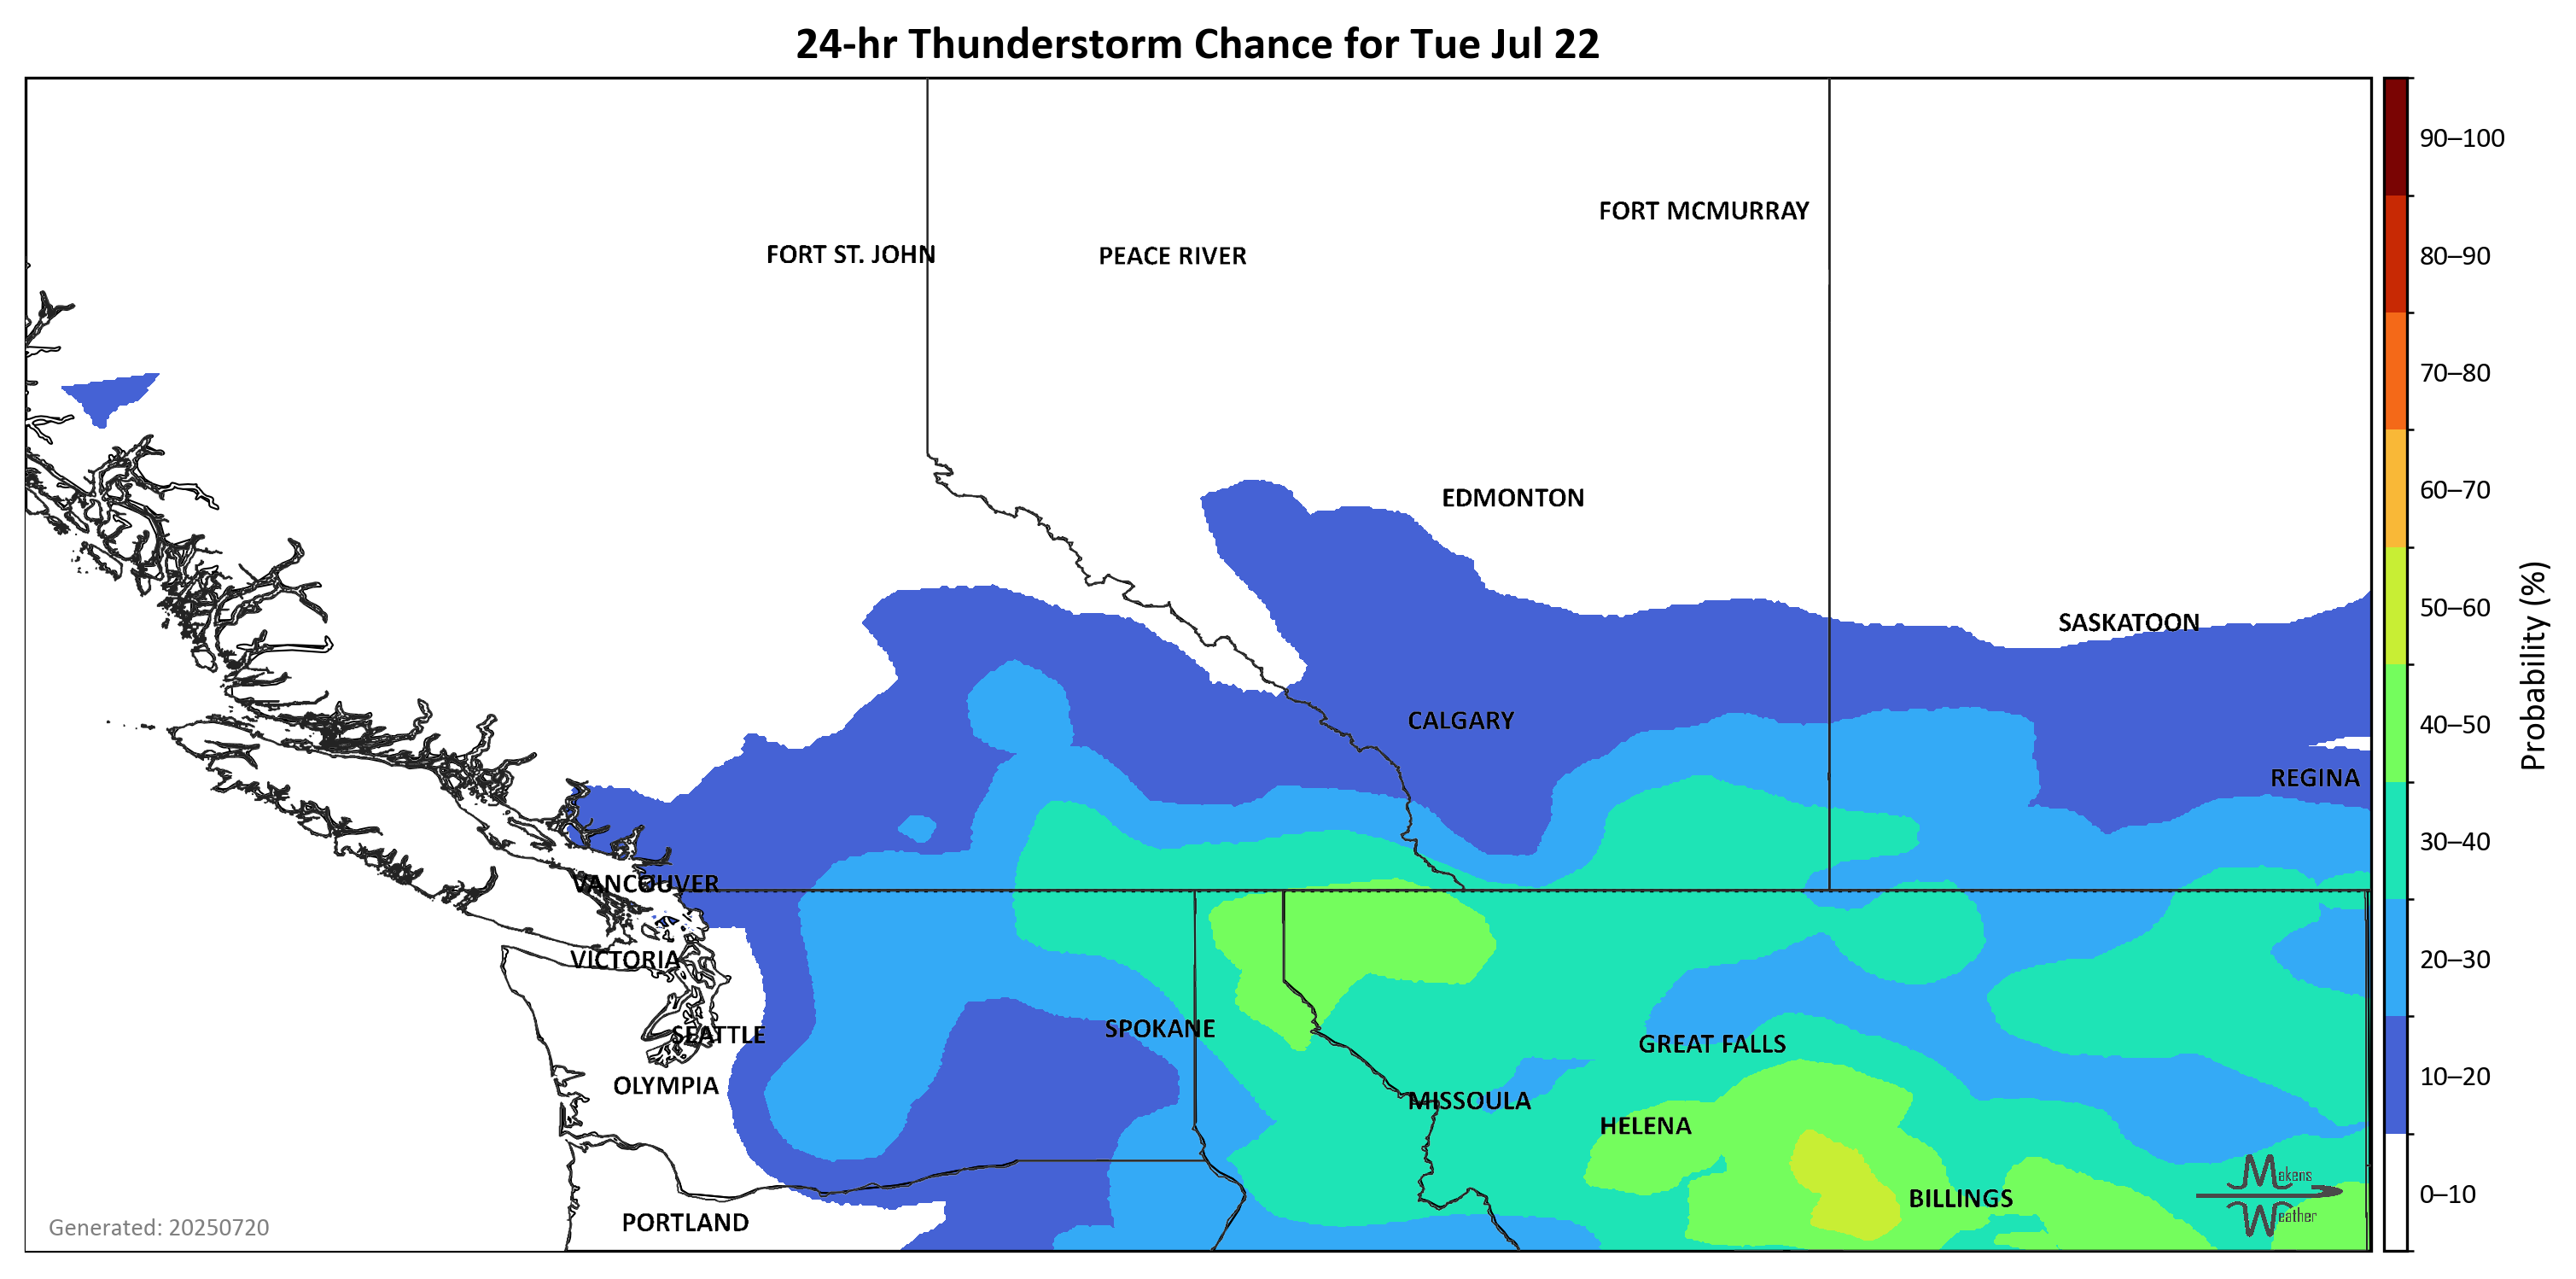 24-hr Thunderstorm Chance for Tue Jul 22
90–100
FORT MCMURRAY
FORT ST. JOHN
PEACE RIVER
80–90
70–80
60–70
EDMONTON
50–60
SASKATOON
Probability (%)
CALGARY
40–50
REGINA
30–40
VANCOUVER
VICTORIA
20–30
SPOKANE
SEATTLE
GREAT FALLS
10–20
OLYMPIA
MISSOULA
HELENA
Makens
Weather
0–10
BILLINGS
PORTLAND
Generated: 20250720